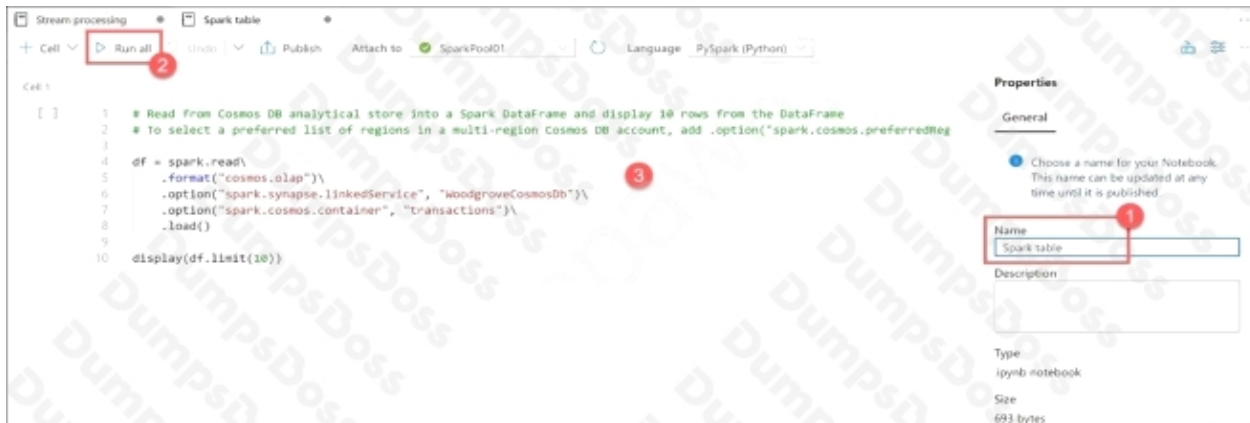 Stream processing Spark table
+ Cell Run all Undo Publish Attach to SparkPool01 Language PySpark (Python)
2
Cell 1
[ ]
1 # Read from Cosmos DB analytical store into a Spark DataFrame and display 10 rows from the DataFrame
2 # To select a preferred list of regions in a multi-region Cosmos DB account, add .option("spark.cosmos.preferredReg
3
4 df = spark.read\
5 .format("cosmos.olap")\
6 .option("spark.synapse.linkedService", "WoodgroveCosmosDb")\
7 .option("spark.cosmos.container", "transactions")\
8 .load()
9
10 display(df.limit(10))
3
Properties
General
Choose a name for your Notebook.
This name can be updated at any
time until it is published.
1
Name
Spark table
Description
Type
ipynb notebook
Size
693 bytes
DumpsDoss